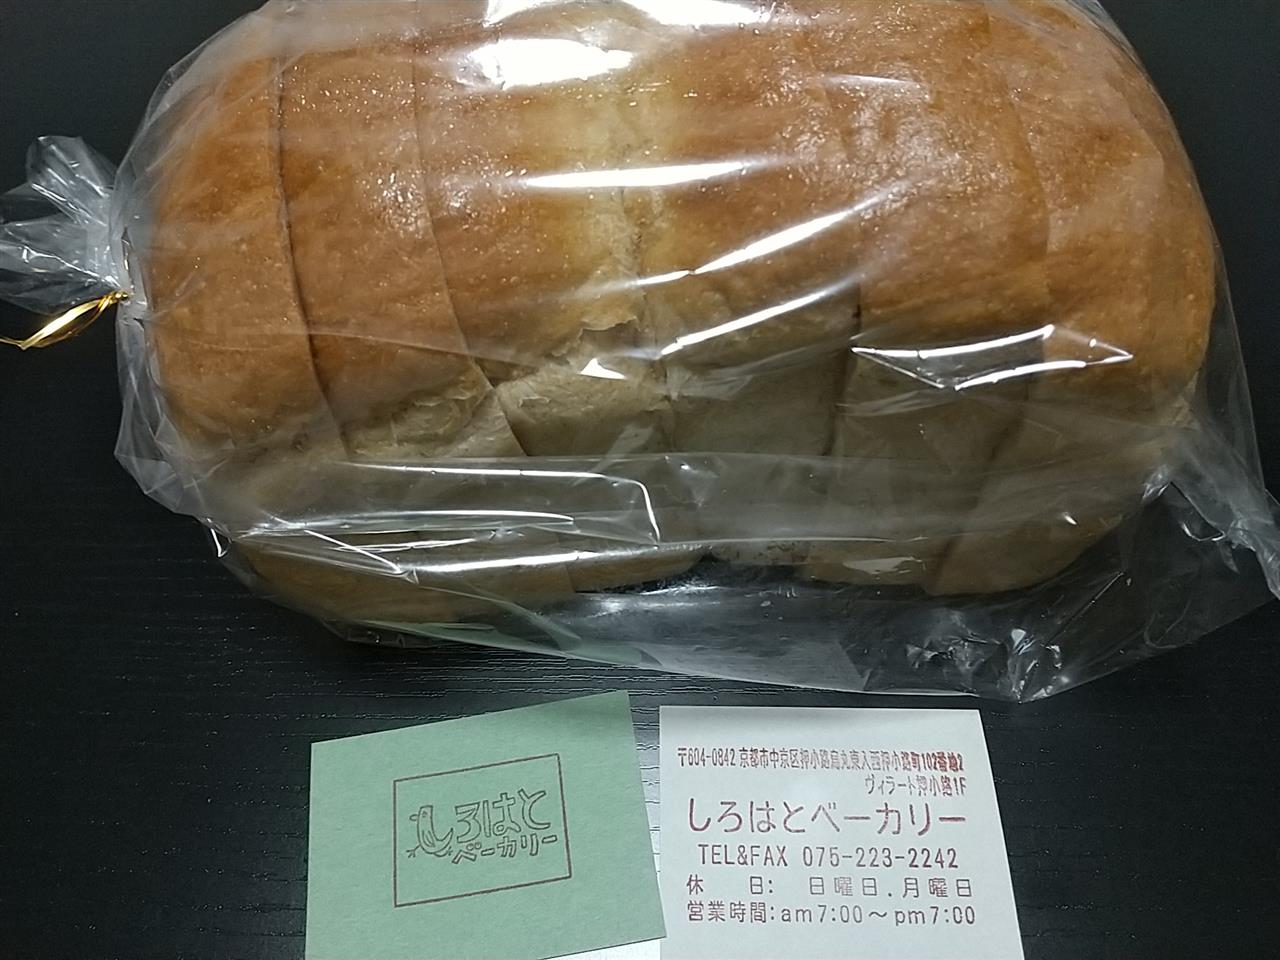 しろはと
ベーカリー
〒604-0842 京都市中京区押小路烏丸東入西押小路町102番地2
ヴィラート押小路1F
しろはとベーカリー
TEL&FAX 075-223-2242
休 日: 日曜日.月曜日
営業時間:am7:00〜pm7:00